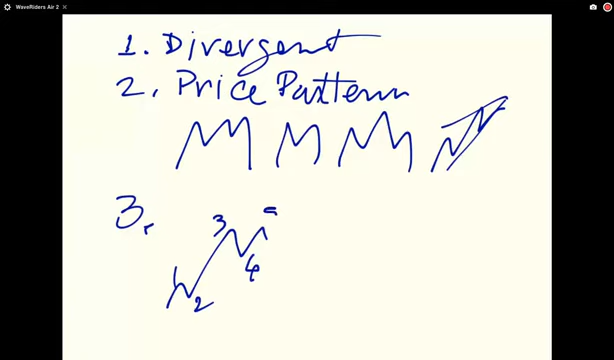 WaveRiders Air 2
1. Divergent
2. Price Pattern
3.
3
1
2
4